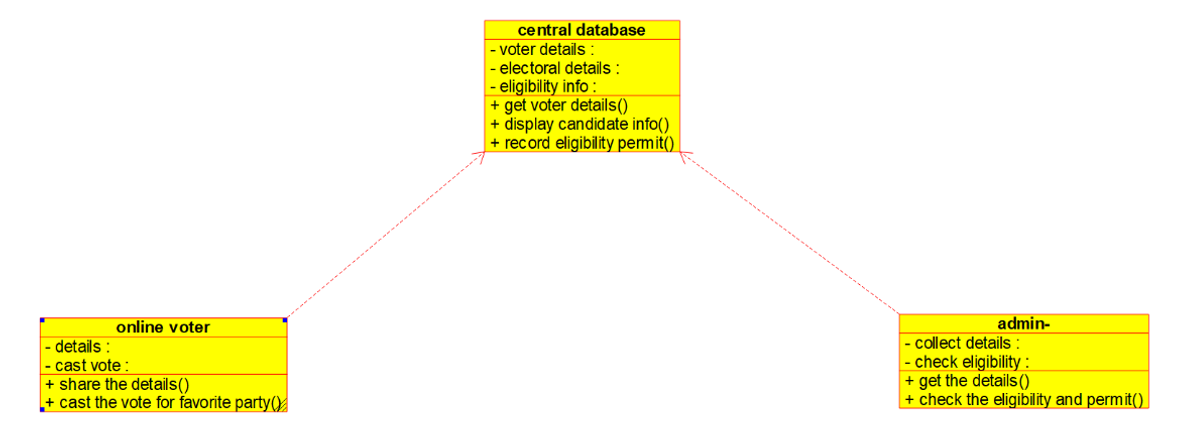 central database
- voter details :
- electoral details :
- eligibility info :
+ get voter details()
+ display candidate info()
+ record eligibility permit()
online voter
- details :
- cast vote :
+ share the details()
+ cast the vote for favorite party()
admin-
- collect details :
- check eligibility :
+ get the details()
+ check the eligibility and permit()